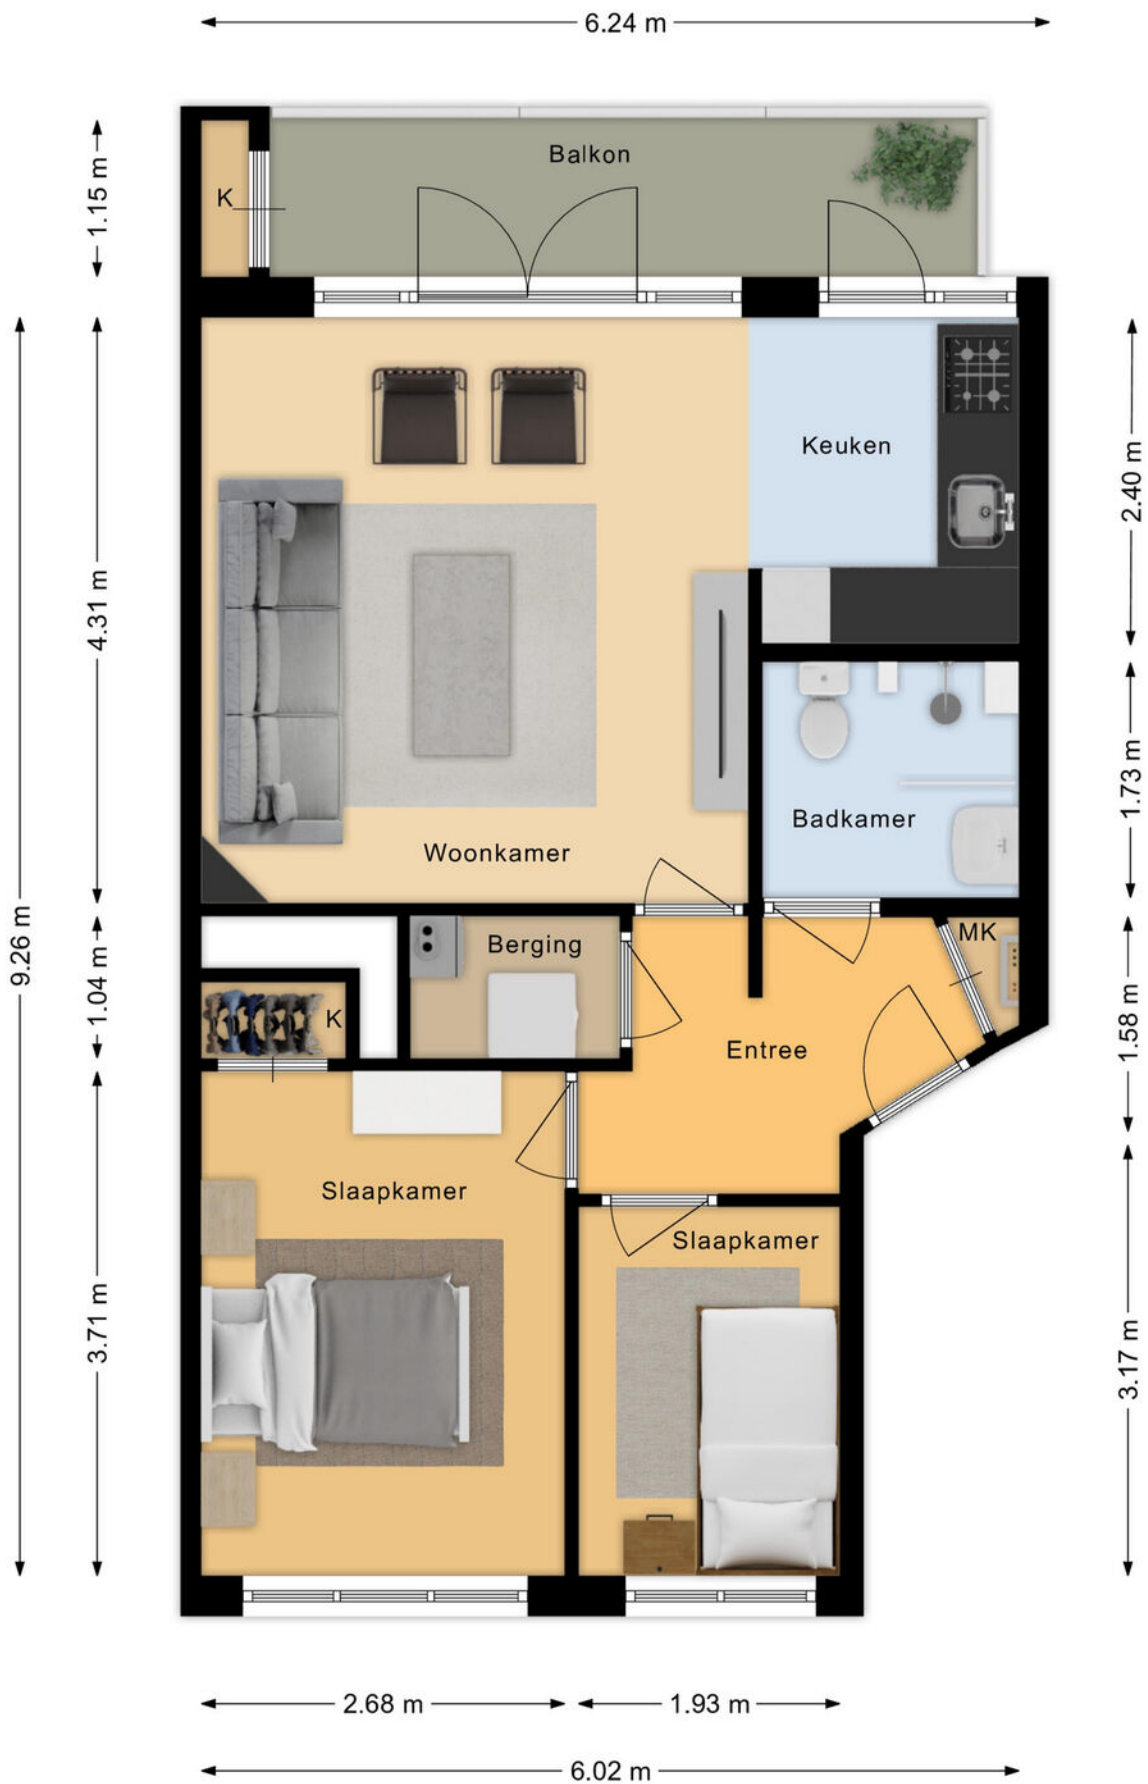 6.24 m
Balkon
K
1.15 m
Keuken
2.40 m
4.31 m
9.26 m
Woonkamer
Badkamer
1.73 m
Berging
MK
1.04 m
K
Entree
1.58 m
Slaapkamer
Slaapkamer
3.71 m
3.17 m
2.68 m
1.93 m
6.02 m